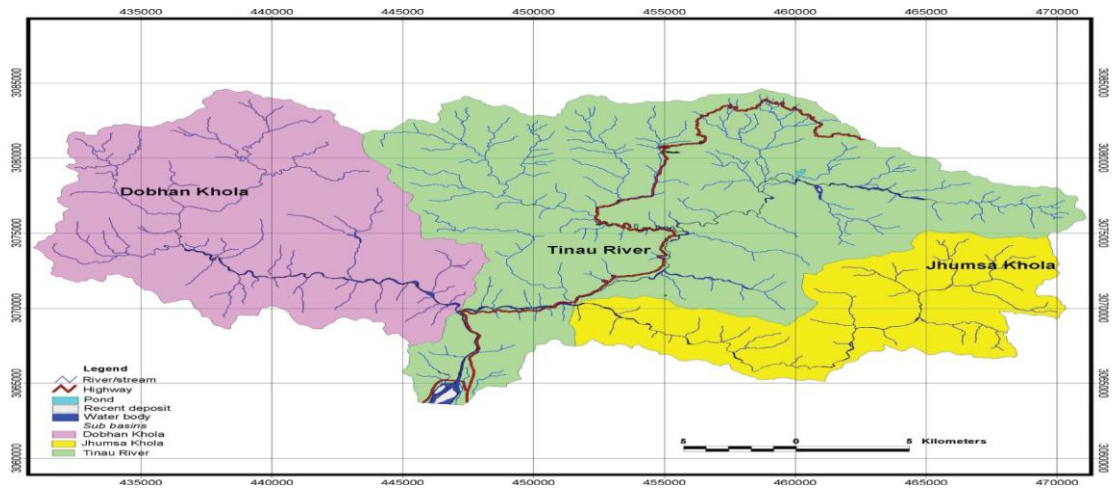 435000 440000 445000 450000 455000 460000 465000 470000
3085000 3085000
3080000 3080000
Dobhan Khola
3075000 3075000
Tinau River
Jhumsa Khola
3070000 3070000
3065000 3065000
3060000 3060000
Legend
River/stream
Highway
Pond
Recent deposit
Water body
Sub basins
Dobhan Khola
Jhumsa Khola
Tinau River
5 0 5 Kilometers
435000 440000 445000 450000 455000 460000 465000 470000